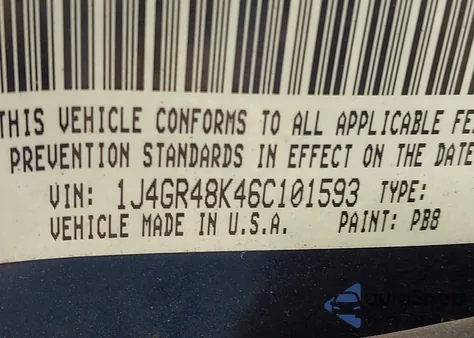 THIS VEHICLE CONFORMS TO ALL APPLICABLE FE
PREVENTION STANDARDS IN EFFECT ON THE DATE
VIN: 1J4GR48K46C101593 TYPE:
VEHICLE MADE IN U.S.A. PAINT: PB8